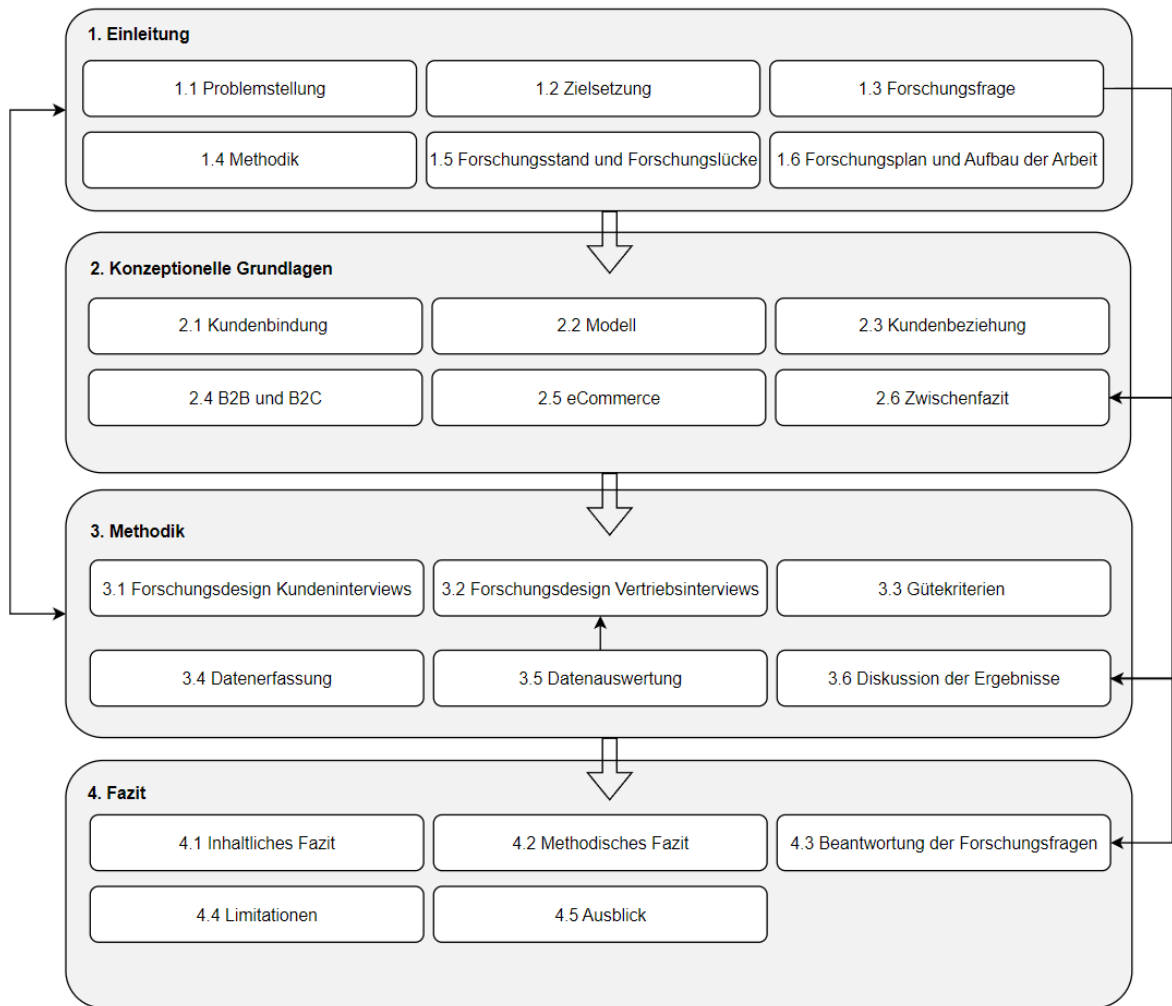 1. Einleitung
1.1 Problemstellung
1.2 Zielsetzung
1.3 Forschungsfrage
1.4 Methodik
1.5 Forschungsstand und Forschungslücke
1.6 Forschungsplan und Aufbau der Arbeit
2. Konzeptionelle Grundlagen
2.1 Kundenbindung
2.2 Modell
2.3 Kundenbeziehung
2.4 B2B und B2C
2.5 eCommerce
2.6 Zwischenfazit
3. Methodik
3.1 Forschungsdesign Kundeninterviews
3.2 Forschungsdesign Vertriebsinterviews
3.3 Gütekriterien
3.4 Datenerfassung
3.5 Datenauswertung
3.6 Diskussion der Ergebnisse
4. Fazit
4.1 Inhaltliches Fazit
4.2 Methodisches Fazit
4.3 Beantwortung der Forschungsfragen
4.4 Limitationen
4.5 Ausblick